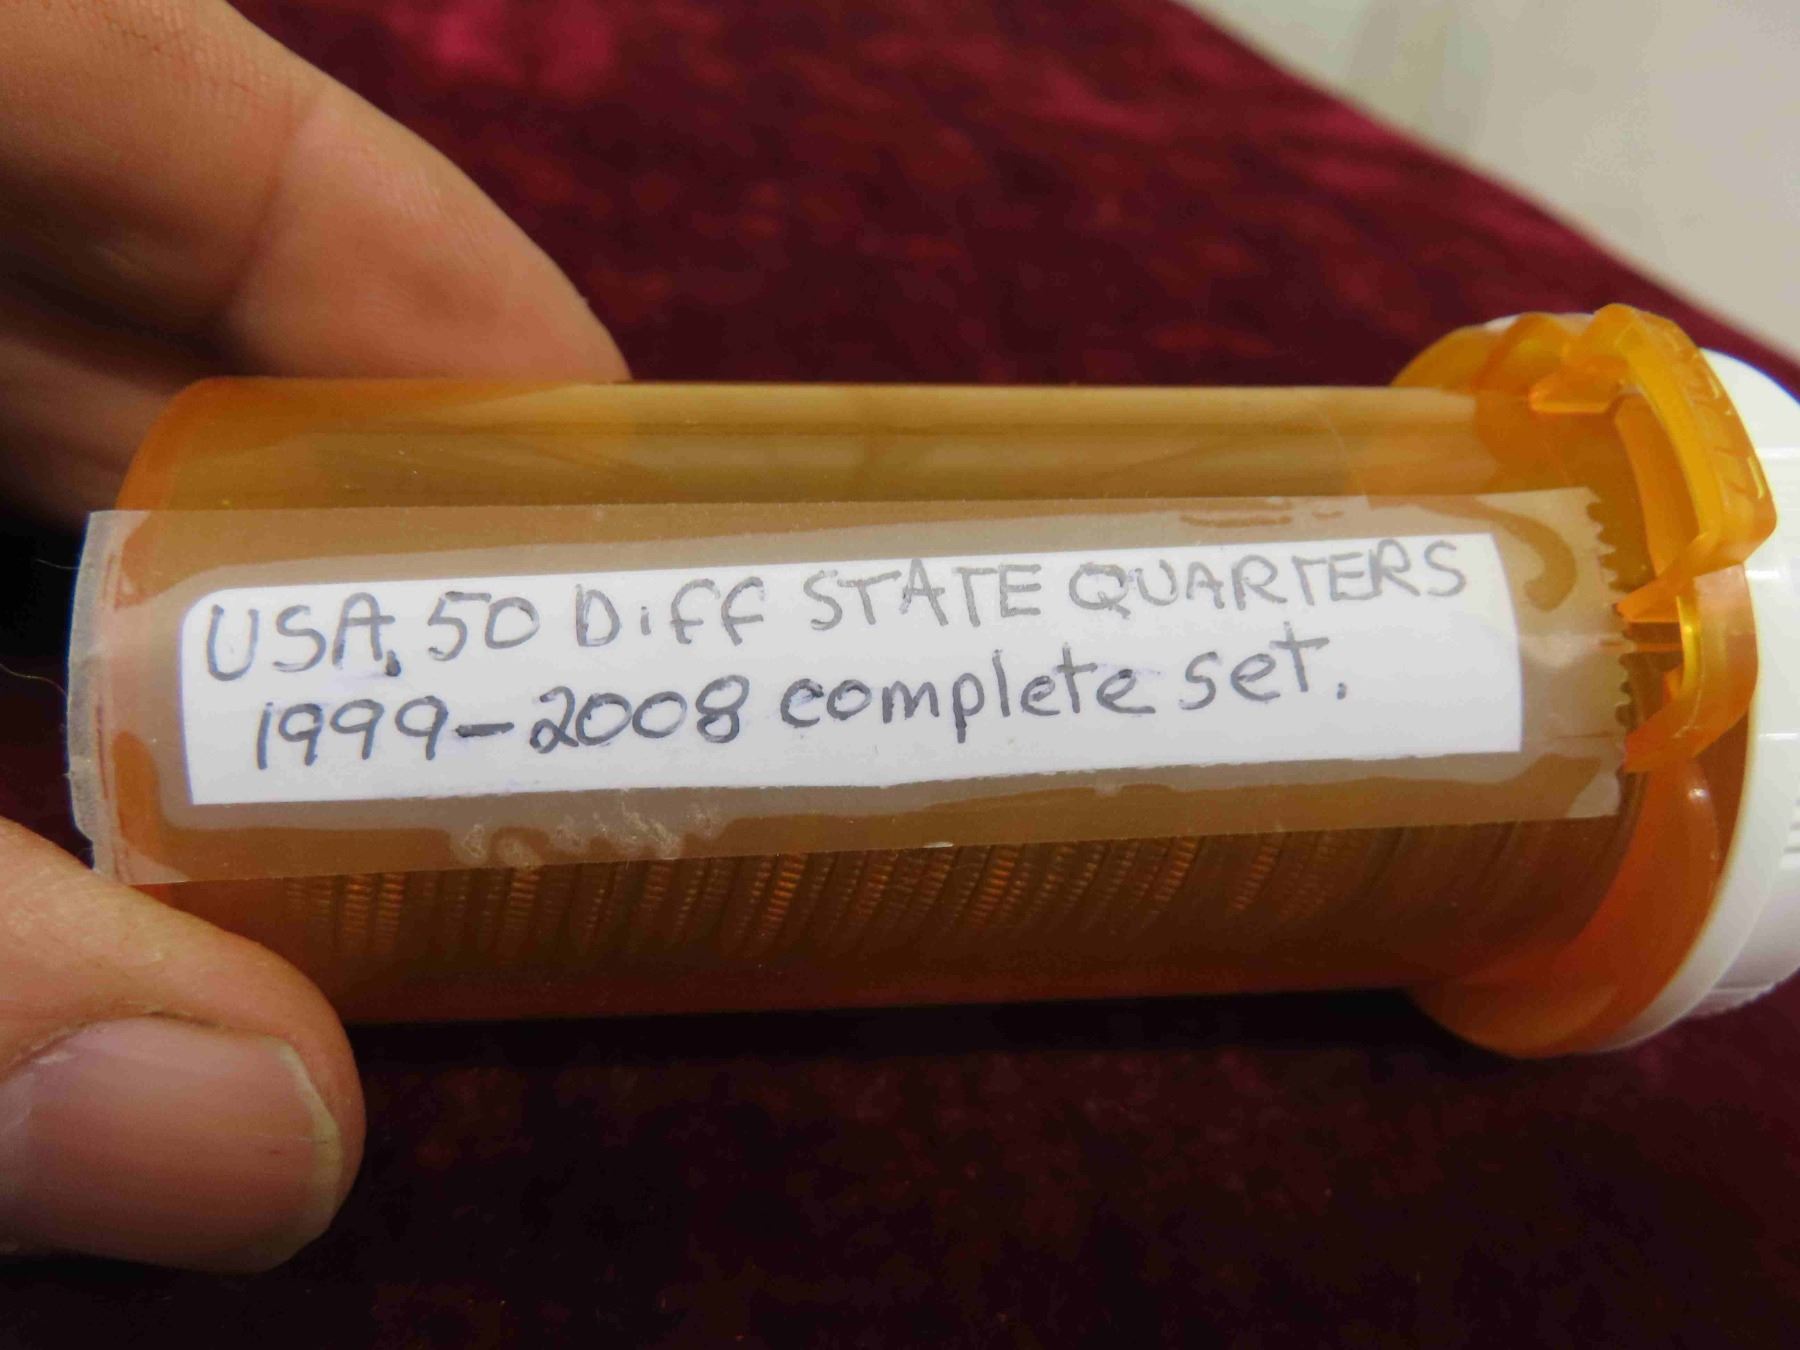 USA. 50 Diff STATE QUARTERS
1999-2008 complete set.